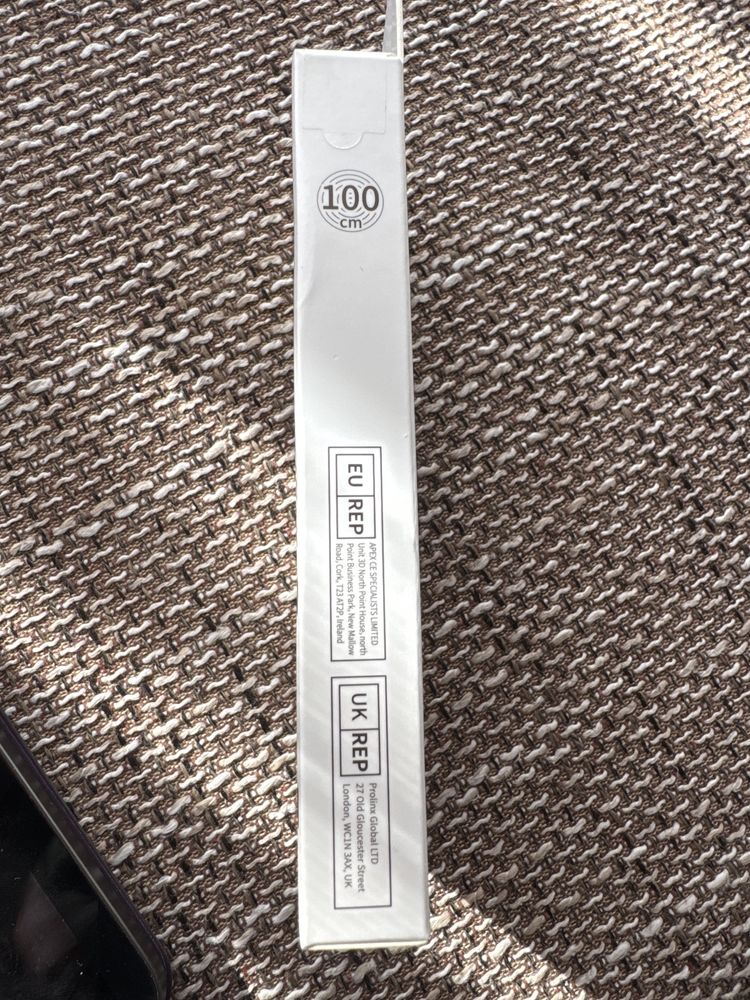 100
cm
EU REP
APEX CE SPECIALISTS LIMITED
Unit 3D North Point House, north
Point Business Park, New Mallow
Road, Cork, T23 AT2P, Ireland
UK REP
Prolinx Global LTD
27 Old Gloucester Street
London, WC1N 3AX, UK